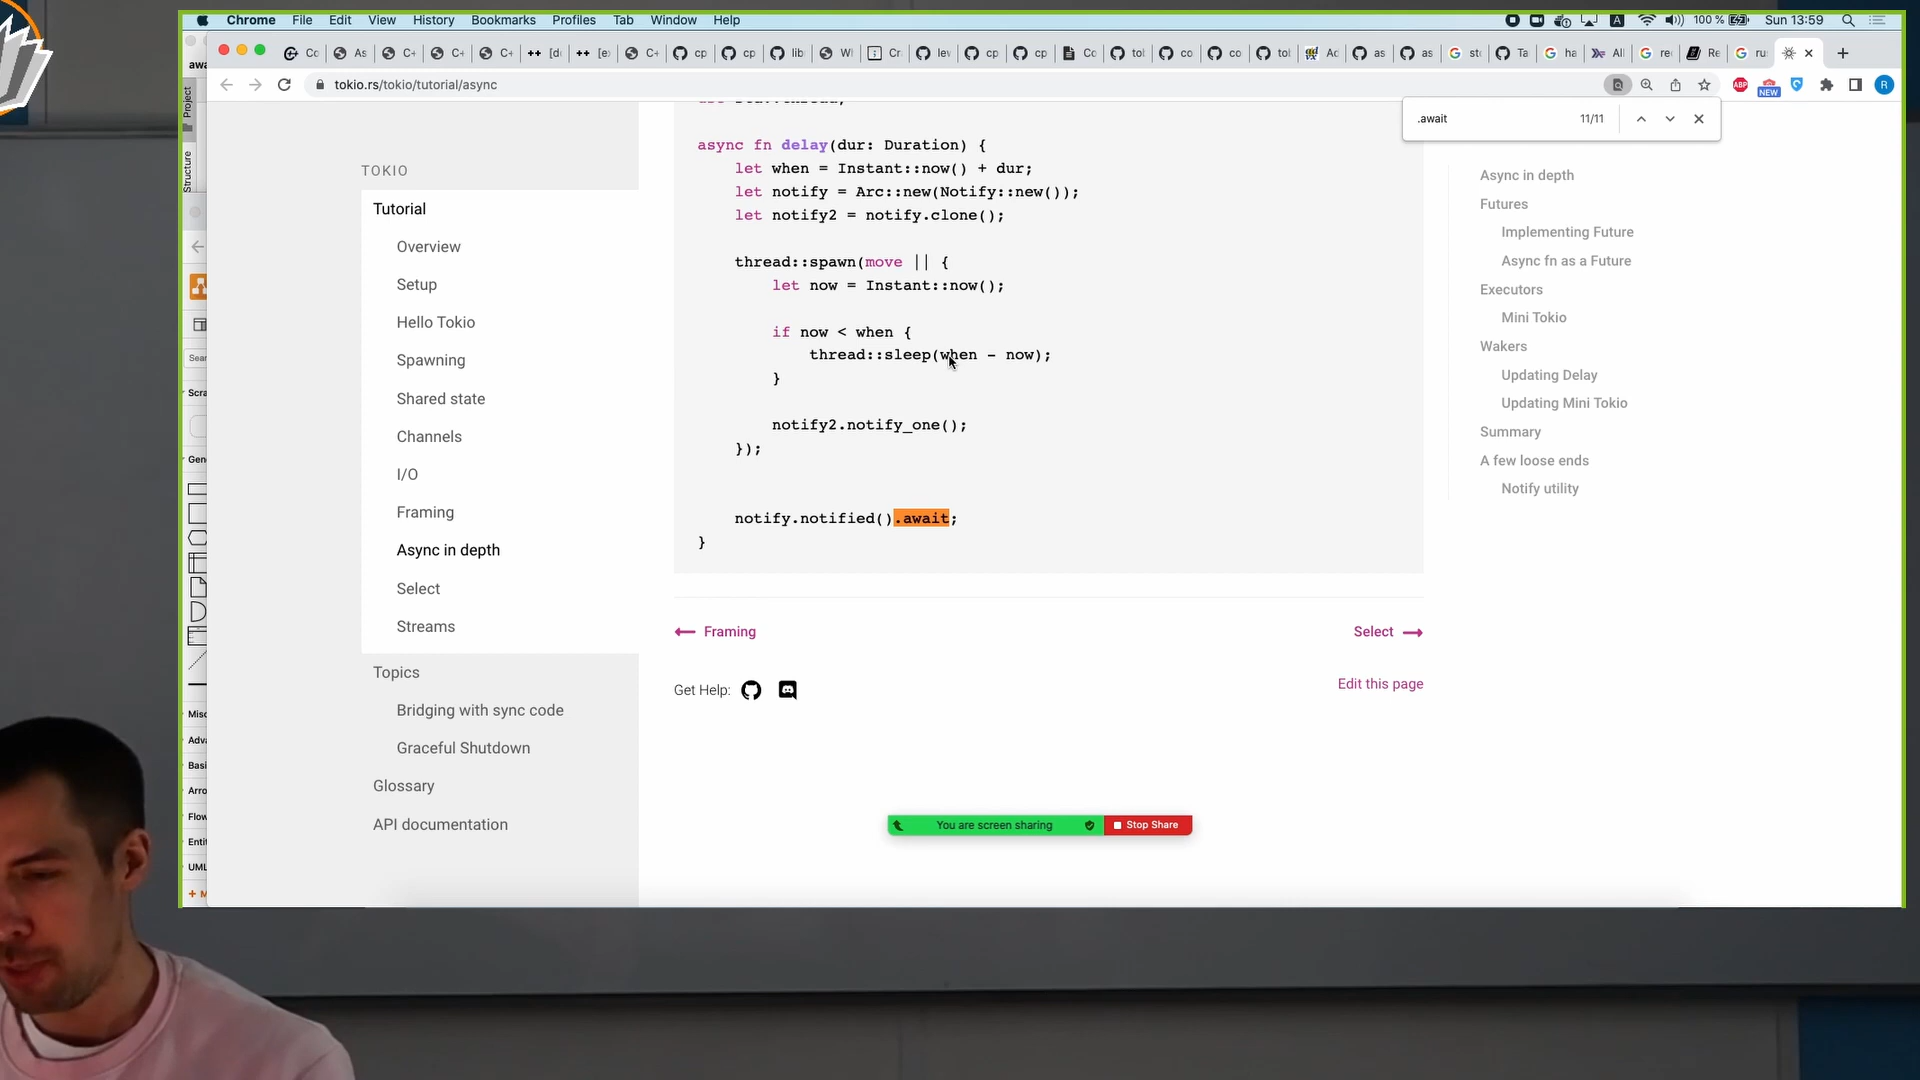 Chrome File Edit View History Bookmarks Profiles Tab Window Help
A 100 % Sun 13:59
tokio.rs/tokio/tutorial/async
ABP NEW R
.await 11/11
Project
Structure
async fn delay(dur: Duration) {
let when = Instant::now() + dur;
let notify = Arc::new(Notify::new());
let notify2 = notify.clone();
thread::spawn(move || {
let now = Instant::now();
if now < when {
thread::sleep(when - now);
}
notify2.notify_one();
});
notify.notified().await;
}
TOKIO
Tutorial
Overview
Setup
Hello Tokio
Spawning
Shared state
Channels
I/O
Framing
Async in depth
Select
Streams
Topics
Bridging with sync code
Graceful Shutdown
Glossary
API documentation
Async in depth
Futures
Implementing Future
Async fn as a Future
Executors
Mini Tokio
Wakers
Updating Delay
Updating Mini Tokio
Summary
A few loose ends
Notify utility
Framing
Select
Get Help:
Edit this page
You are screen sharing Stop Share